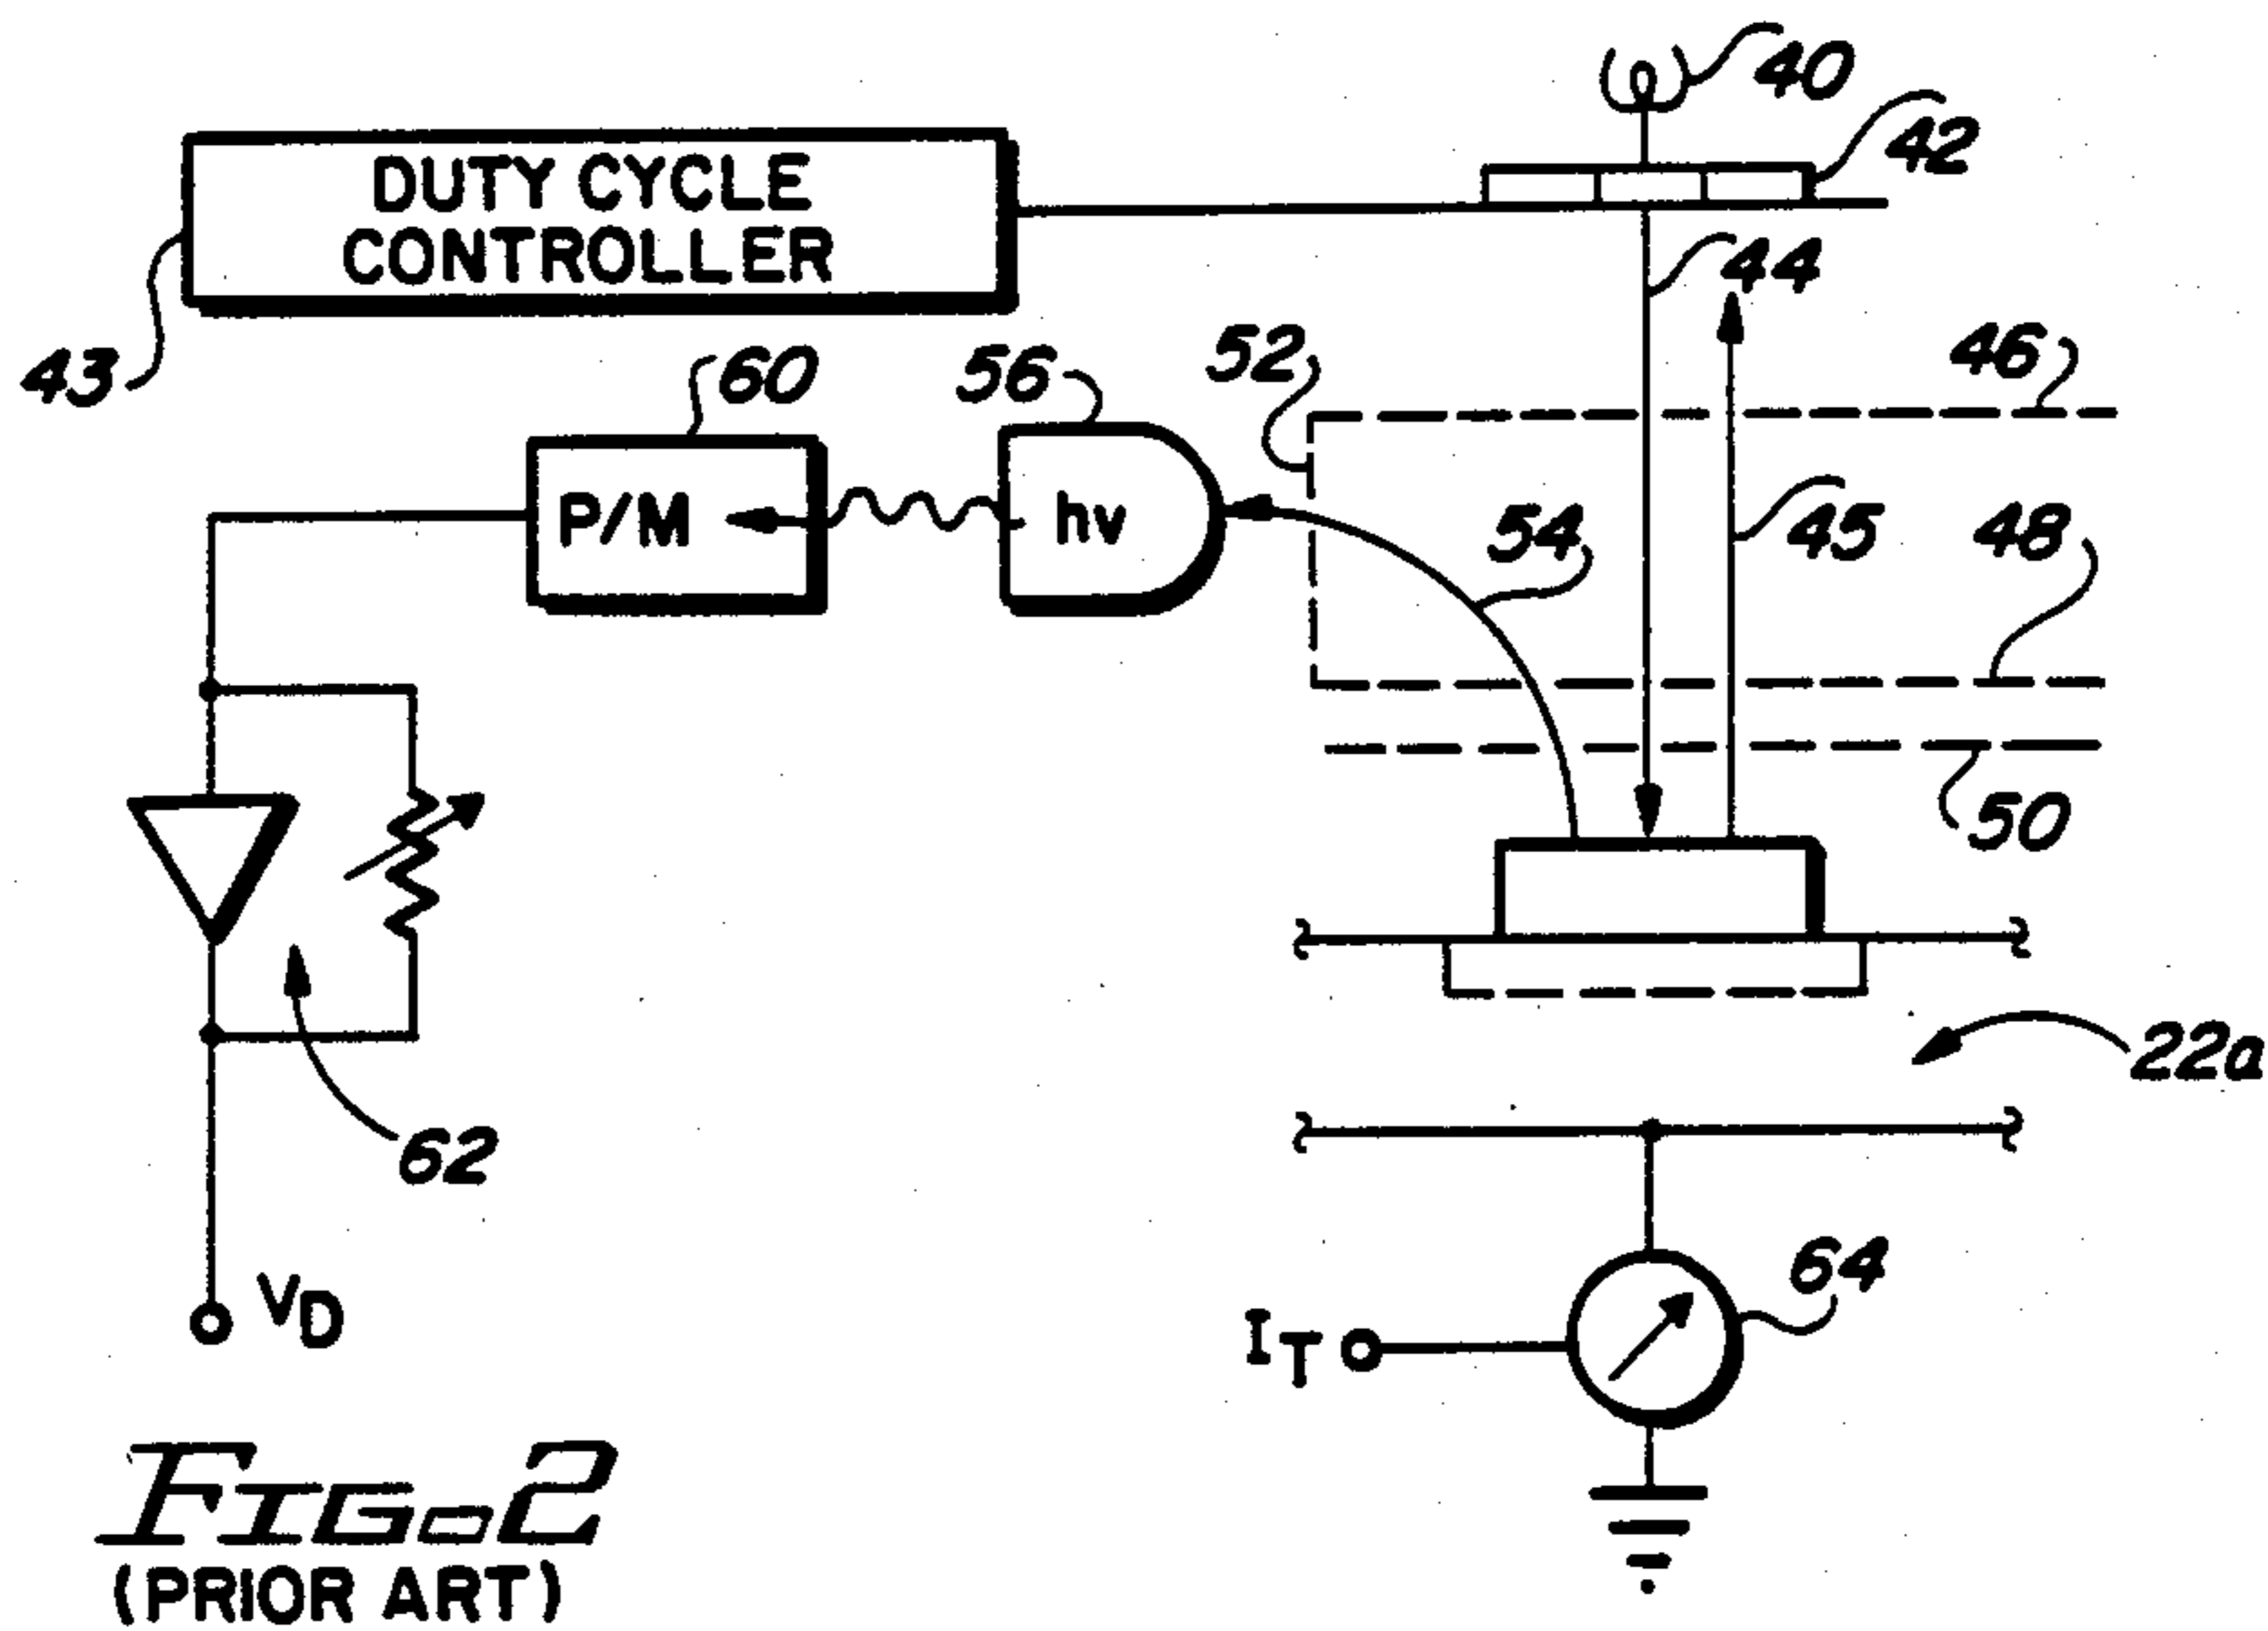 40
42
DUTY CYCLE
CONTROLLER
44
43
60
56
52
46
P/M
hv
54
45
48
50
22a
62
64
VD
IT
FIG. 2
(PRIOR ART)